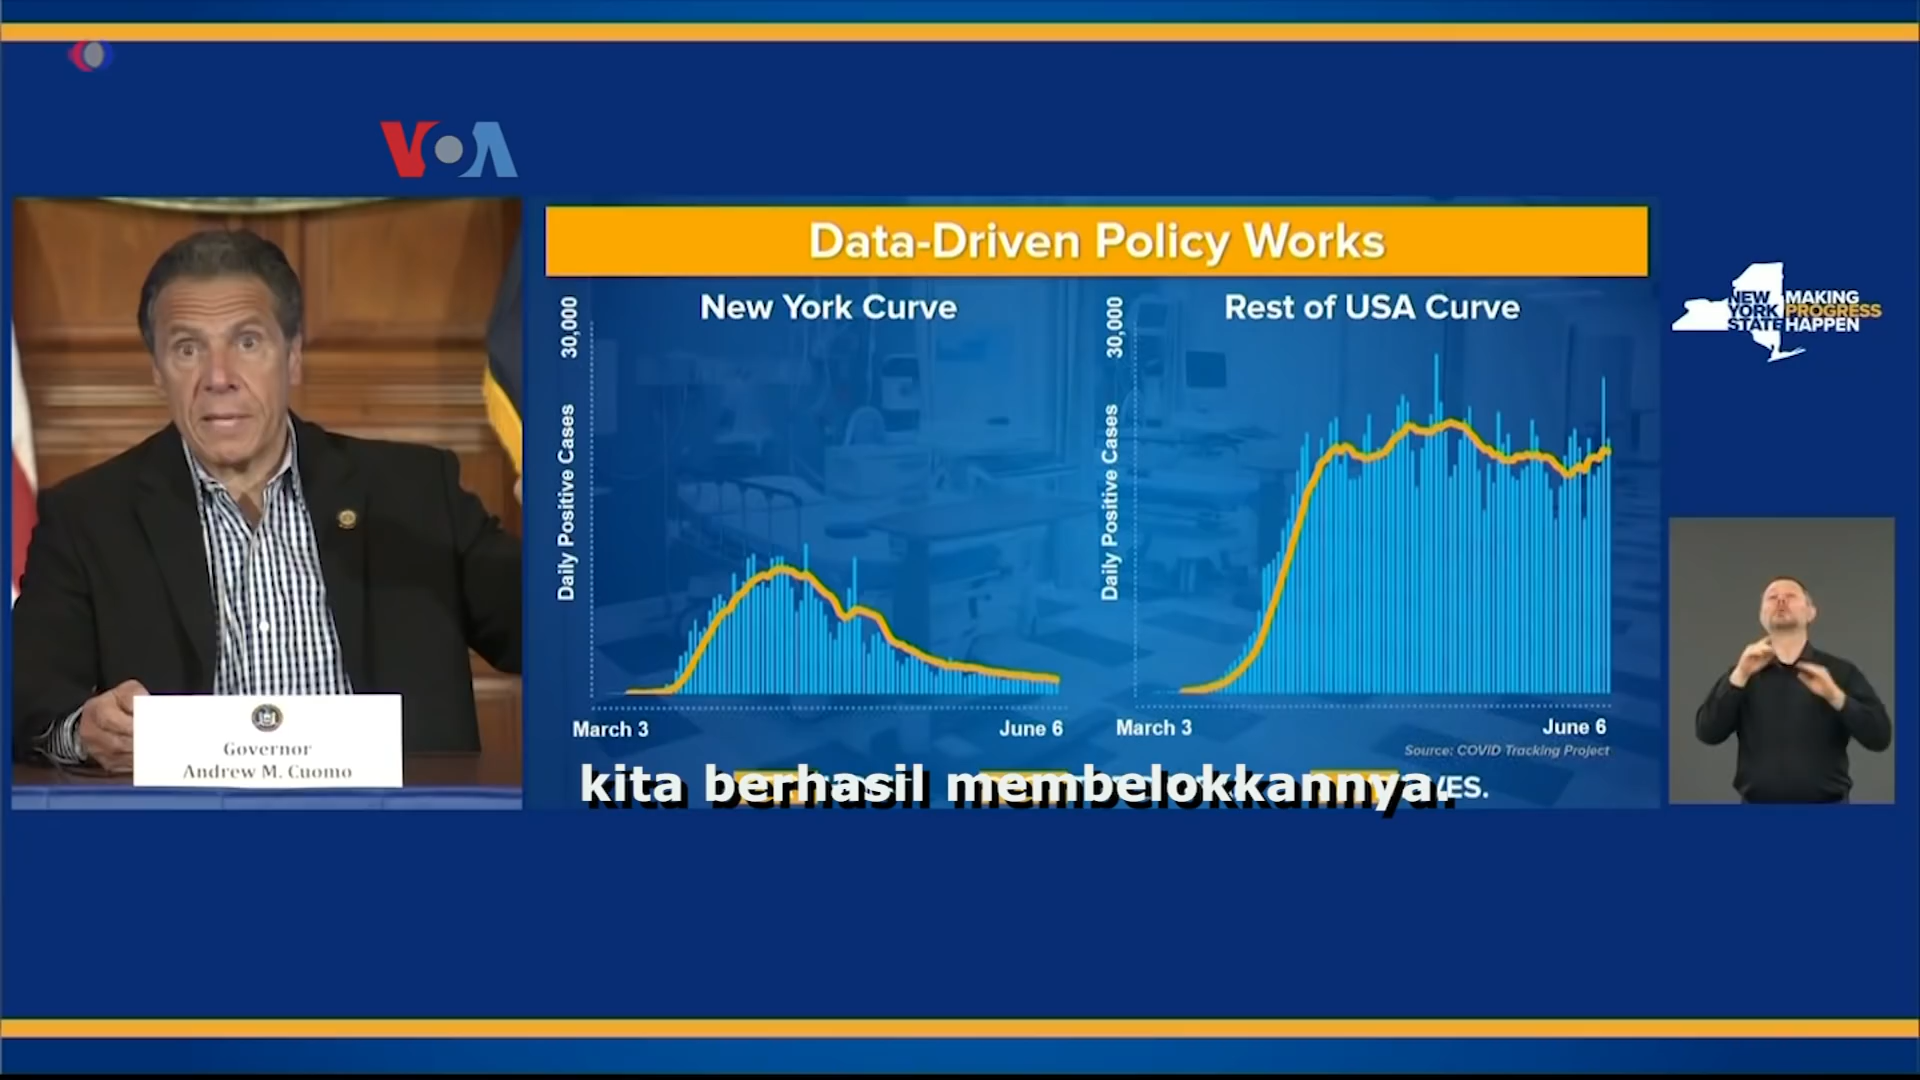 VOA
Data-Driven Policy Works
New York Curve
30,000
Daily Positive Cases
March 3
June 6
Rest of USA Curve
30,000
Daily Positive Cases
March 3
June 6
Source: COVID Tracking Project
NEW YORK STATE
MAKING PROGRESS HAPPEN
Governor
Andrew M. Cuomo
kita berhasil membelokkannya.